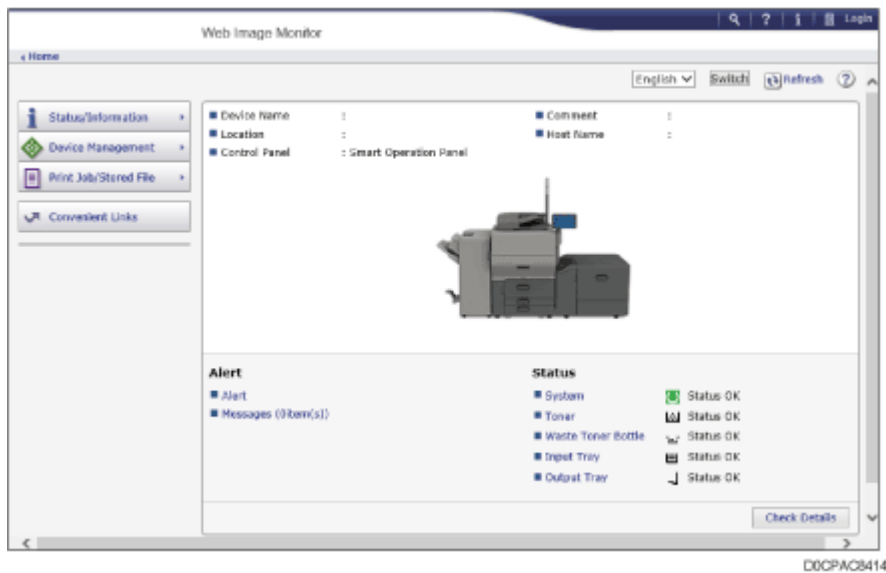 Login
Web Image Monitor
Home
English Switch Refresh
Status/Information
Device Management
Print Job/Stored File
Convenient Links
Device Name :
Comment :
Location :
Host Name :
Control Panel : Smart Operation Panel
Alert
Alert
Messages (0item(s))
Status
System Status OK
Toner Status OK
Waste Toner Bottle Status OK
Input Tray Status OK
Output Tray Status OK
Check Details
D0CPAC8414